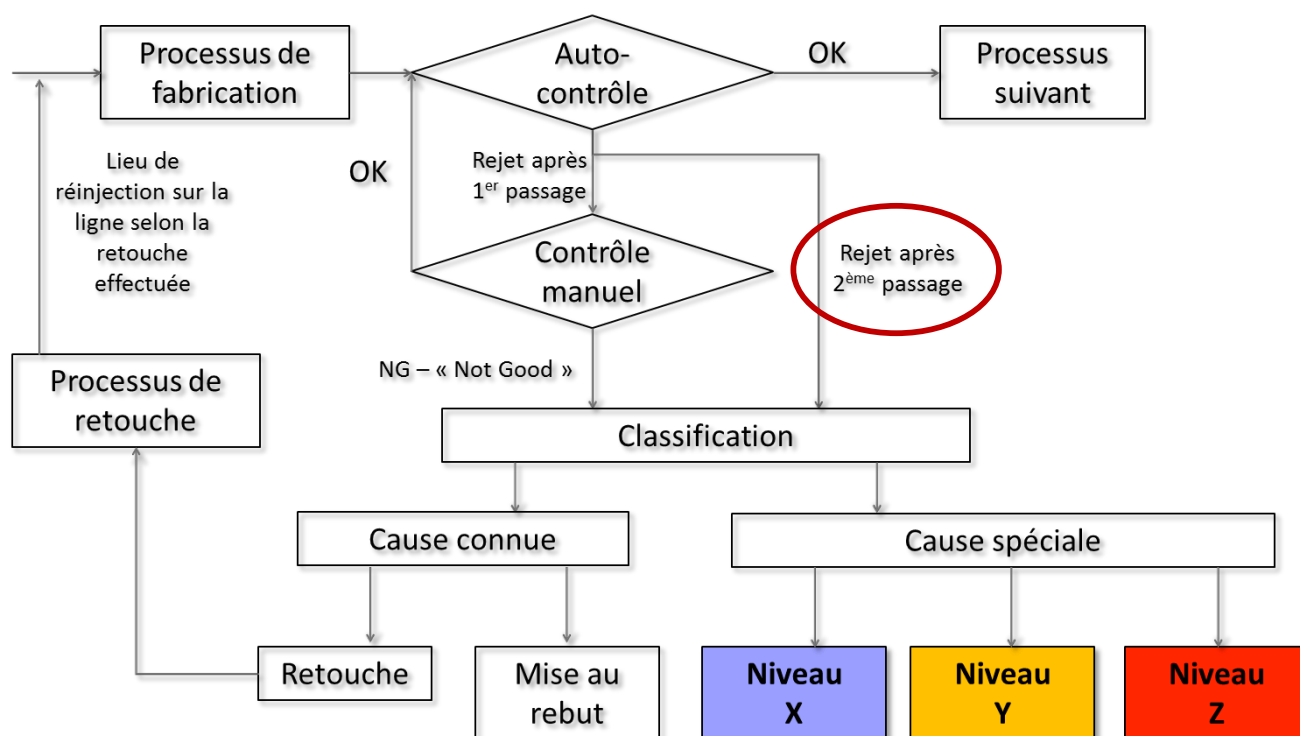 Processus de
fabrication
Auto-
contrôle
OK
Processus
suivant
Lieu de
réinjection sur la
ligne selon la
retouche
effectuée
OK
Rejet après
1er passage
Contrôle
manuel
Rejet après
2ème passage
NG – « Not Good »
Processus de
retouche
Classification
Cause connue
Cause spéciale
Retouche
Mise au
rebut
Niveau
X
Niveau
Y
Niveau
Z